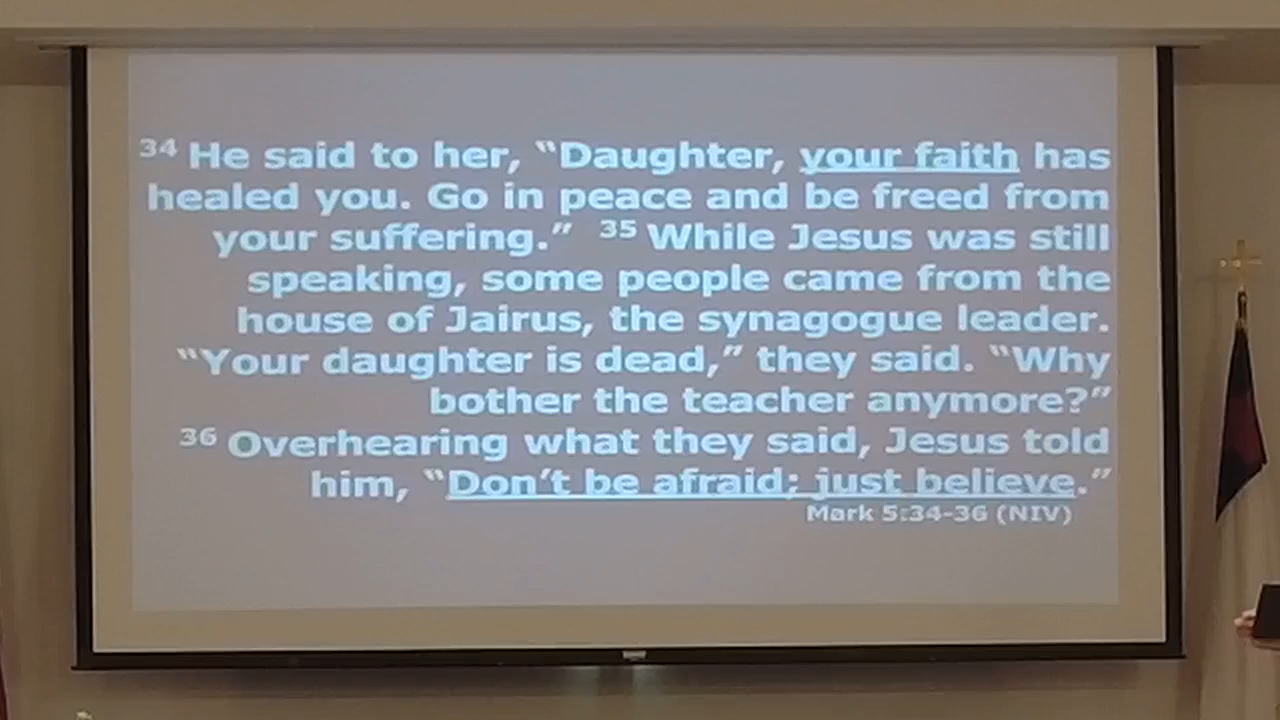 34 He said to her, “Daughter, your faith has
healed you. Go in peace and be freed from
your suffering.” 35 While Jesus was still
speaking, some people came from the
house of Jairus, the synagogue leader.
“Your daughter is dead,” they said. “Why
bother the teacher anymore?”
36 Overhearing what they said, Jesus told
him, “Don’t be afraid; just believe.”
Mark 5:34-36 (NIV)